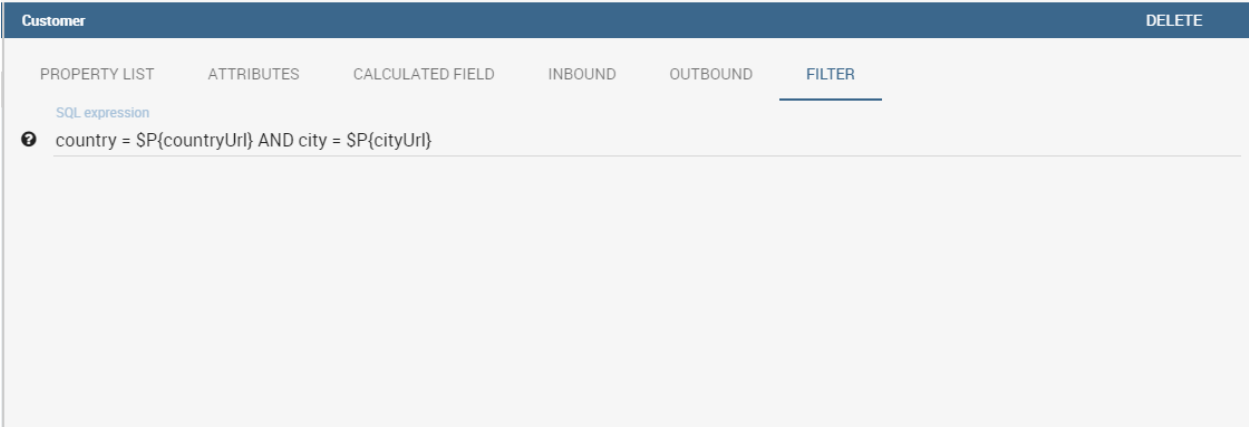 Customer DELETE
PROPERTY LIST ATTRIBUTES CALCULATED FIELD INBOUND OUTBOUND FILTER
SQL expression
? country = $P{countryUrl} AND city = $P{cityUrl}